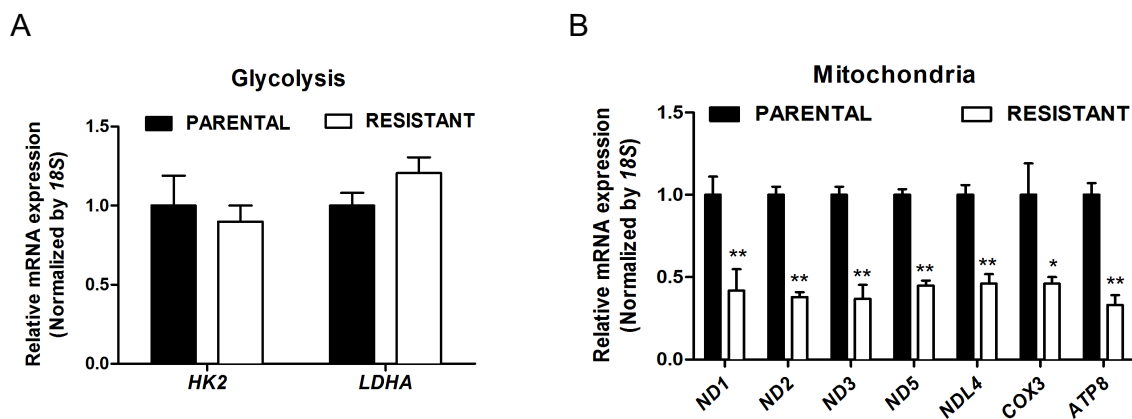 A
Glycolysis
PARENTAL RESISTANT
Relative mRNA expression
(Normalized by 18S)
1.5
1.0
0.5
0.0
HK2 LDHA
B
Mitochondria
PARENTAL RESISTANT
Relative mRNA expression
(Normalized by 18S)
1.5
1.0
0.5
0.0
** ** ** ** ** * **
ND1 ND2 ND3 ND5 NDL4 COX3 ATP8